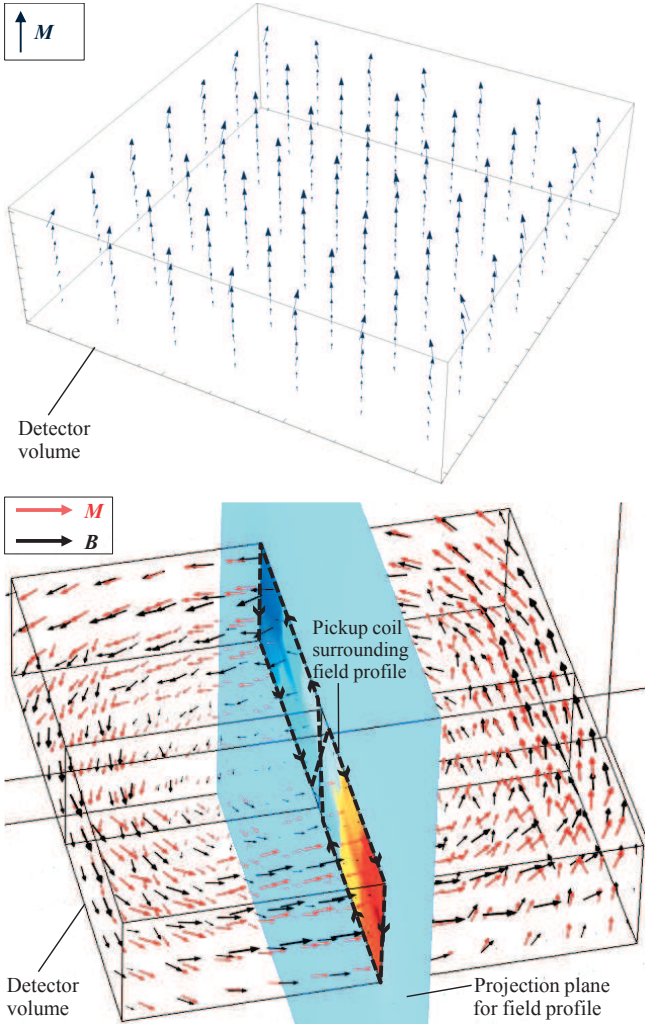 M
Detector
volume
M
B
Pickup coil
surrounding
field profile
Detector
volume
Projection plane
for field profile